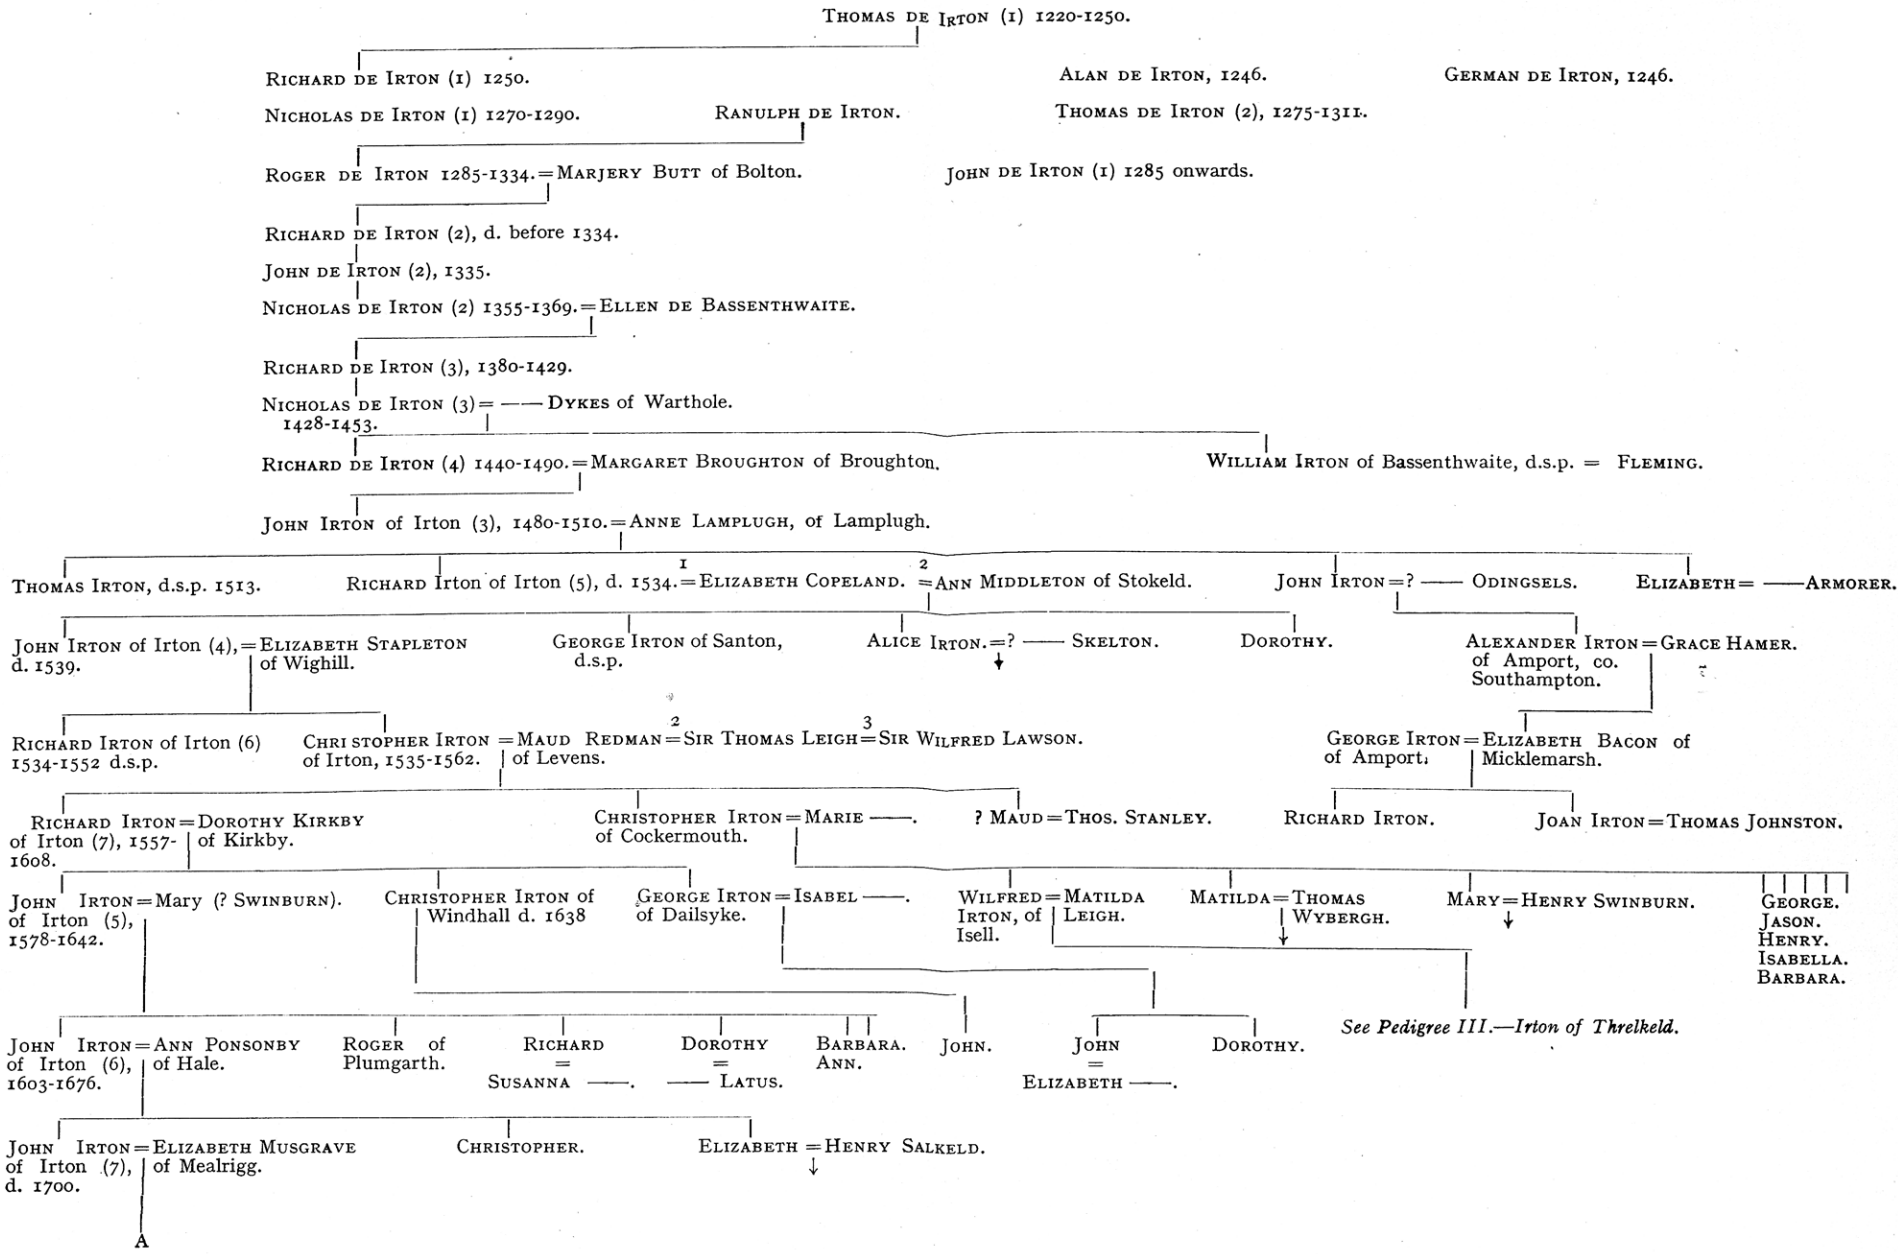 THOMAS DE IRTON (1) 1220-1250.
RICHARD DE IRTON (1) 1250.
ALAN DE IRTON, 1246.
GERMAN DE IRTON, 1246.
NICHOLAS DE IRTON (1) 1270-1290.
RANULPH DE IRTON.
THOMAS DE IRTON (2), 1275-1311.
ROGER DE IRTON 1285-1334.=MARJERY BUTT of Bolton.
JOHN DE IRTON (1) 1285 onwards.
RICHARD DE IRTON (2), d. before 1334.
JOHN DE IRTON (2), 1335.
NICHOLAS DE IRTON (2) 1355-1369.=ELLEN DE BASSENTHWAITE.
RICHARD DE IRTON (3), 1380-1429.
NICHOLAS DE IRTON (3)= —— DYKES of Warthole.
1428-1453.
RICHARD DE IRTON (4) 1440-1490.=MARGARET BROUGHTON of Broughton.
WILLIAM IRTON of Bassenthwaite, d.s.p. = FLEMING.
JOHN IRTON of Irton (3), 1480-1510.=ANNE LAMPLUGH, of Lamplugh.
1 2
THOMAS IRTON, d.s.p. 1513.
RICHARD Irton of Irton (5), d. 1534.=ELIZABETH COPELAND. =ANN MIDDLETON of Stokeld.
JOHN IRTON=? —— ODINGSELS.
ELIZABETH= ——ARMORER.
JOHN IRTON of Irton (4),=ELIZABETH STAPLETON
d. 1539. of Wighill.
GEORGE IRTON of Santon,
d.s.p.
ALICE IRTON.=? —— SKELTON.
DOROTHY.
ALEXANDER IRTON=GRACE HAMER.
of Amport, co.
Southampton.
2 3
RICHARD IRTON of Irton (6)
1534-1552 d.s.p.
CHRISTOPHER IRTON =MAUD REDMAN=SIR THOMAS LEIGH=SIR WILFRED LAWSON.
of Irton, 1535-1562. of Levens.
GEORGE IRTON=ELIZABETH BACON of
of Amport. Micklemarsh.
RICHARD IRTON=DOROTHY KIRKBY
of Irton (7), 1557- of Kirkby.
1608.
CHRISTOPHER IRTON=MARIE ——.
of Cockermouth.
? MAUD=THOS. STANLEY.
RICHARD IRTON.
JOAN IRTON=THOMAS JOHNSTON.
JOHN IRTON=Mary (? SWINBURN).
of Irton (5),
1578-1642.
CHRISTOPHER IRTON of
Windhall d. 1638
GEORGE IRTON=ISABEL ——.
of Dailsyke.
WILFRED=MATILDA
IRTON, of LEIGH.
Isell.
MATILDA=THOMAS
WYBERGH.
MARY=HENRY SWINBURN.
GEORGE.
JASON.
HENRY.
ISABELLA.
BARBARA.
See Pedigree III.—Irton of Threlkeld.
JOHN IRTON=ANN PONSONBY
of Irton (6), of Hale.
1603-1676.
ROGER of
Plumgarth.
RICHARD
=
SUSANNA ——.
DOROTHY
=
—— LATUS.
BARBARA.
ANN.
JOHN.
JOHN
=
ELIZABETH ——.
DOROTHY.
JOHN IRTON=ELIZABETH MUSGRAVE
of Irton (7), of Mealrigg.
d. 1700.
CHRISTOPHER.
ELIZABETH =HENRY SALKELD.
A